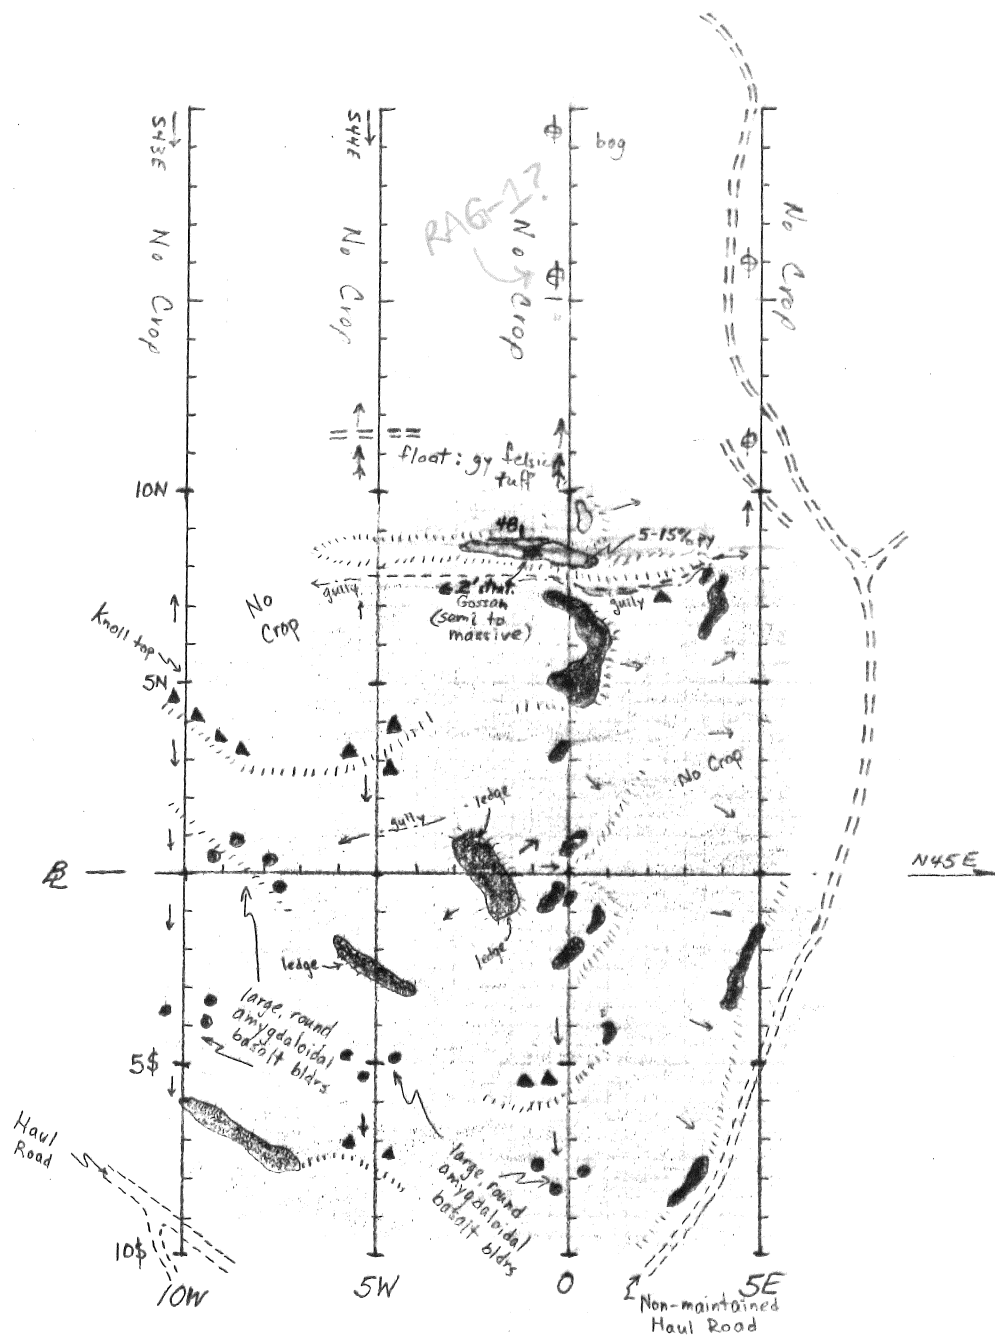 S43E
S44E
bog
RAG-1?
No Crop
No Crop
No Crop
No Crop
float: gy felsic
tuff
10N
4B
5-15% py
gully
2' strat.
Gossan
(semi to
massive)
gully
No
Crop
Knoll top
5N
No Crop
ledge
gully
BL
N45E
ledge
ledge
large, round
amygdaloidal
basalt bldrs
5S
Haul
Road
large, round
amygdaloidal
basalt bldrs
10S
10W
5W
0
5E
Non-maintained
Haul Road